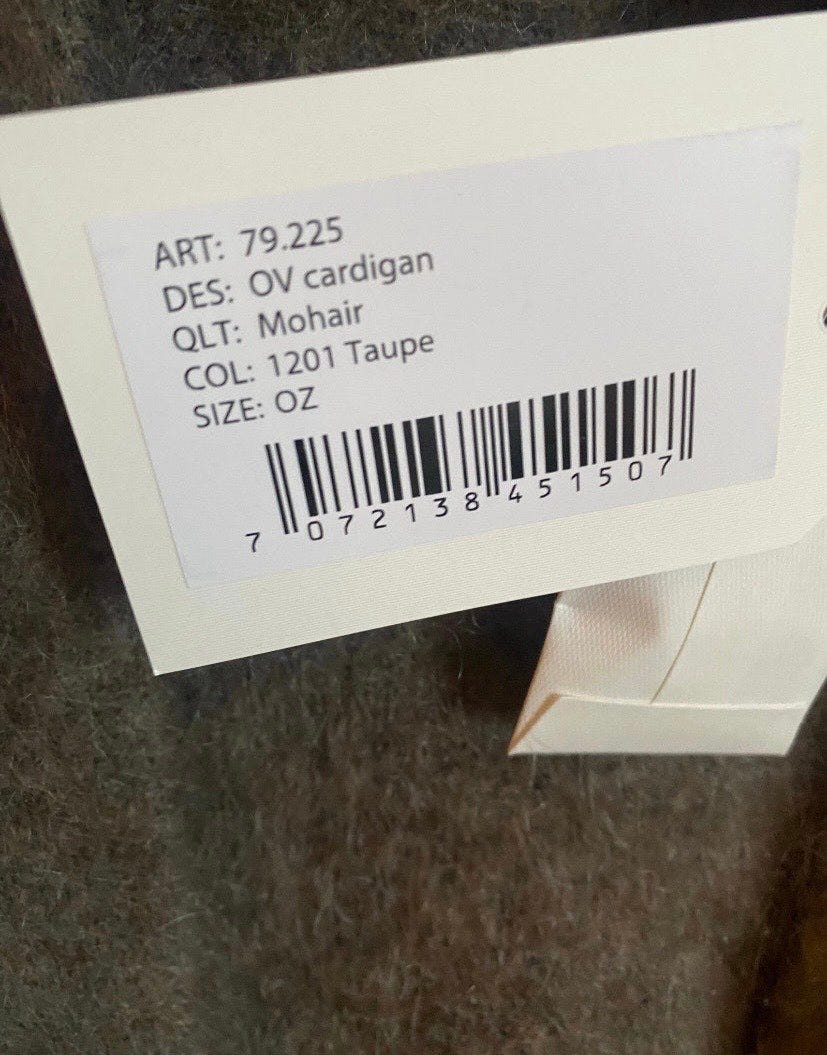 ART: 79.225
DES: OV cardigan
QLT: Mohair
COL: 1201 Taupe
SIZE: OZ
7 072138 451507